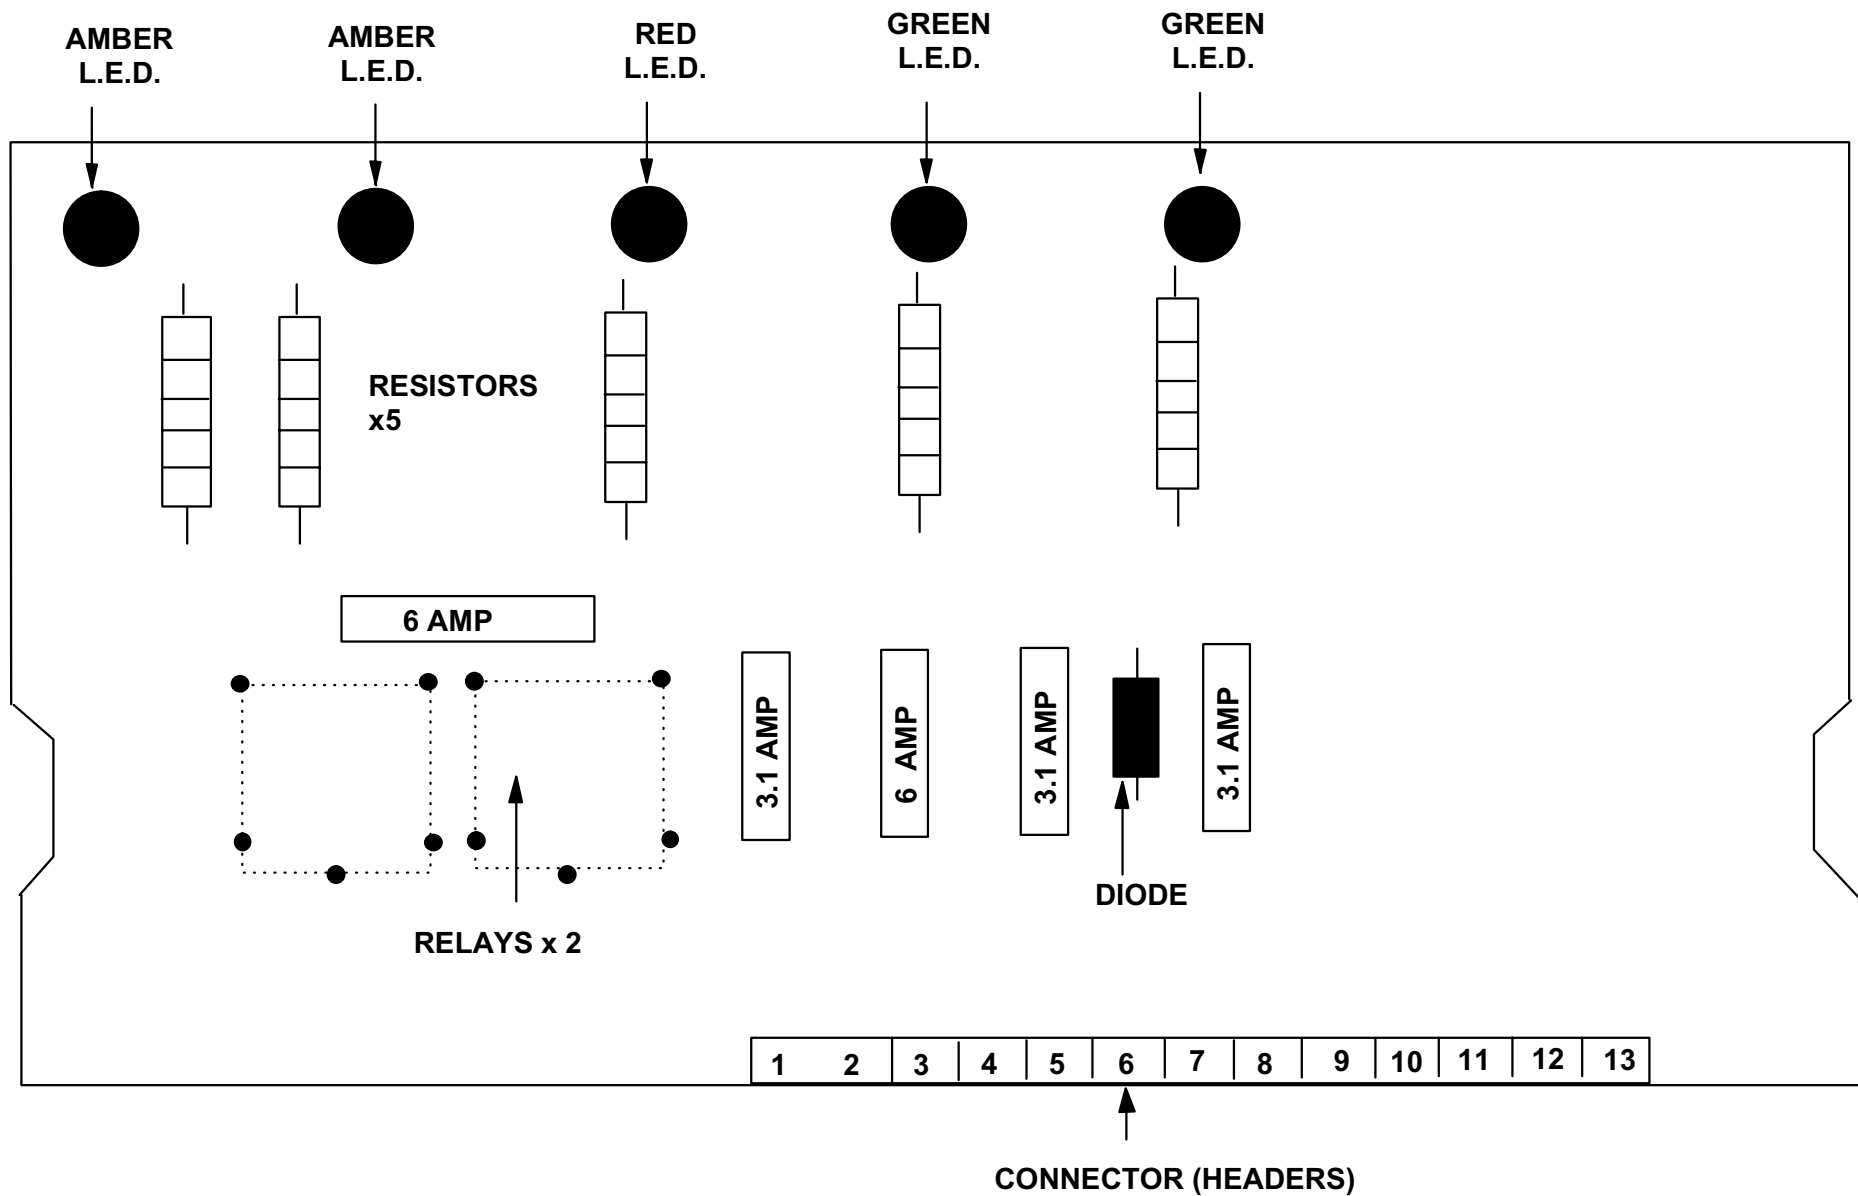 AMBER
L.E.D.
AMBER
L.E.D.
RED
L.E.D.
GREEN
L.E.D.
GREEN
L.E.D.
RESISTORS
x5
6 AMP
3.1 AMP
6 AMP
3.1 AMP
3.1 AMP
DIODE
RELAYS x 2
1 2 3 4 5 6 7 8 9 10 11 12 13
CONNECTOR (HEADERS)